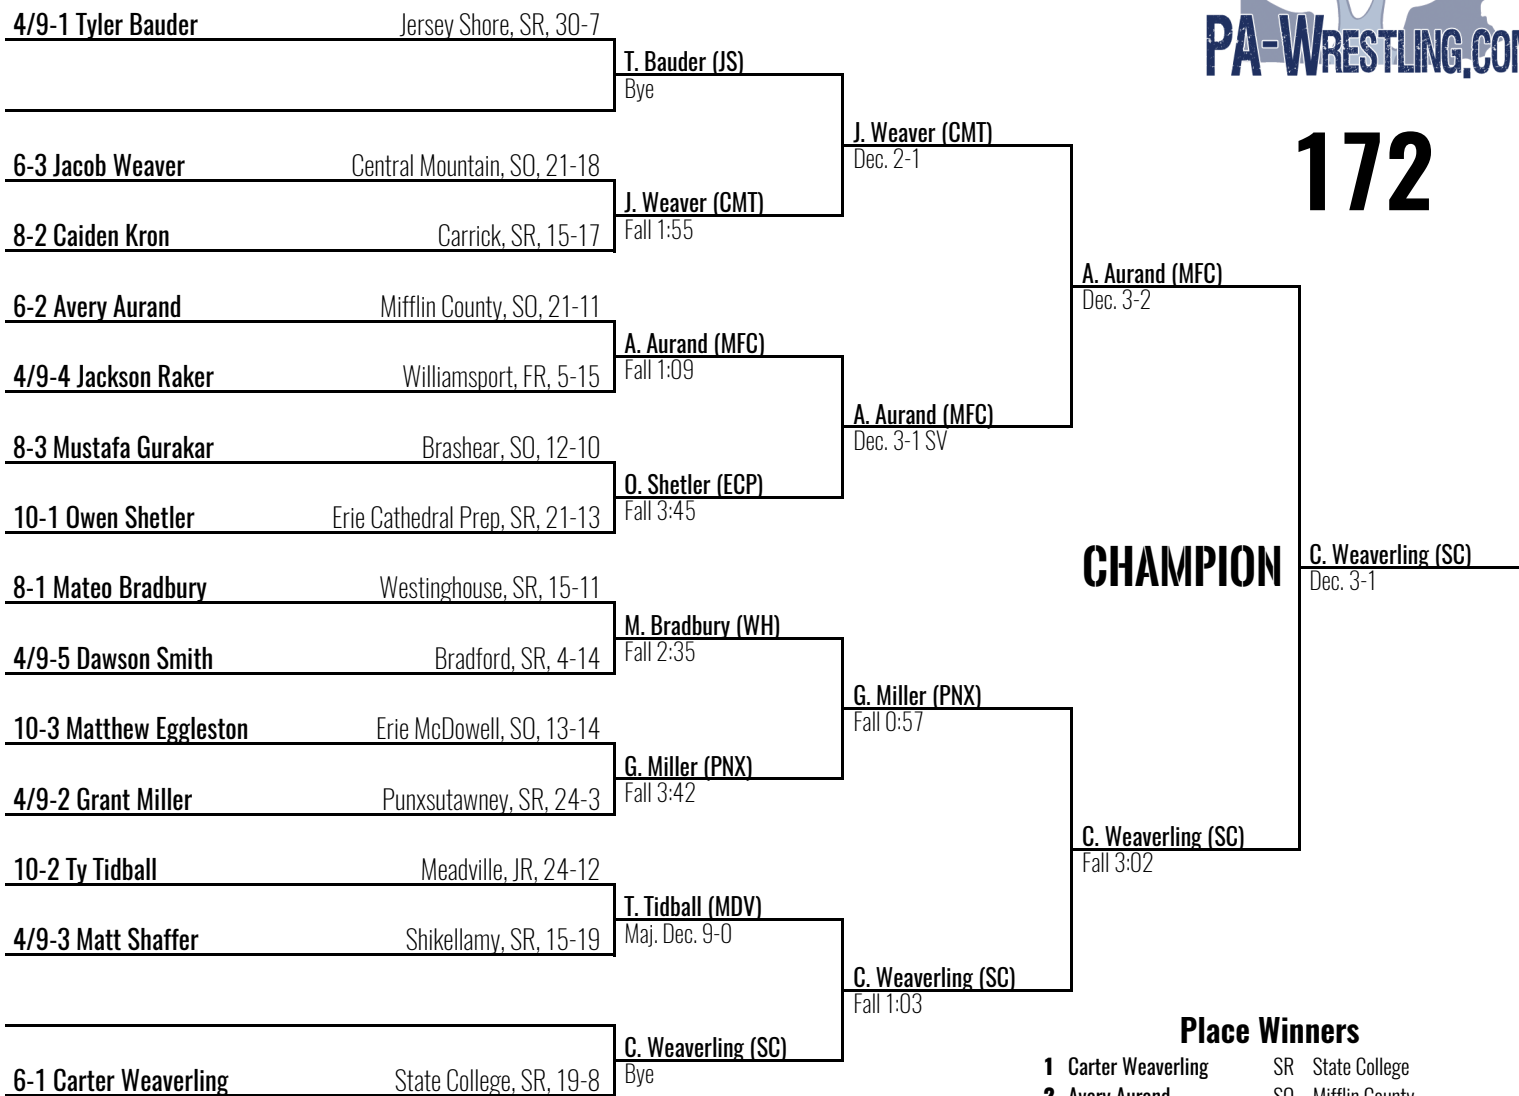 PA-WRESTLING.CO
172
4/9-1 Tyler Bauder Jersey Shore, SR, 30-7
T. Bauder (JS)
Bye
6-3 Jacob Weaver Central Mountain, SO, 21-18
8-2 Caiden Kron Carrick, SR, 15-17
J. Weaver (CMT)
Fall 1:55
J. Weaver (CMT)
Dec. 2-1
6-2 Avery Aurand Mifflin County, SO, 21-11
4/9-4 Jackson Raker Williamsport, FR, 5-15
A. Aurand (MFC)
Fall 1:09
8-3 Mustafa Gurakar Brashear, SO, 12-10
10-1 Owen Shetler Erie Cathedral Prep, SR, 21-13
O. Shetler (ECP)
Fall 3:45
A. Aurand (MFC)
Dec. 3-1 SV
A. Aurand (MFC)
Dec. 3-2
8-1 Mateo Bradbury Westinghouse, SR, 15-11
4/9-5 Dawson Smith Bradford, SR, 4-14
M. Bradbury (WH)
Fall 2:35
10-3 Matthew Eggleston Erie McDowell, SO, 13-14
4/9-2 Grant Miller Punxsutawney, SR, 24-3
G. Miller (PNX)
Fall 3:42
G. Miller (PNX)
Fall 0:57
10-2 Ty Tidball Meadville, JR, 24-12
4/9-3 Matt Shaffer Shikellamy, SR, 15-19
T. Tidball (MDV)
Maj. Dec. 9-0
6-1 Carter Weaverling State College, SR, 19-8
C. Weaverling (SC)
Bye
C. Weaverling (SC)
Fall 1:03
C. Weaverling (SC)
Fall 3:02
CHAMPION
C. Weaverling (SC)
Dec. 3-1
Place Winners
1 Carter Weaverling SR State College
2 Avery Aurand SO Mifflin County